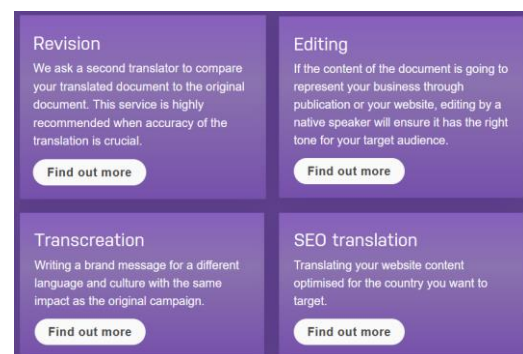 Revision
We ask a second translator to compare
your translated document to the original
document. This service is highly
recommended when accuracy of the
translation is crucial.
Find out more
Editing
If the content of the document is going to
represent your business through
publication or your website, editing by a
native speaker will ensure it has the right
tone for your target audience.
Find out more
Transcreation
Writing a brand message for a different
language and culture with the same
impact as the original campaign.
Find out more
SEO translation
Translating your website content
optimised for the country you want to
target.
Find out more